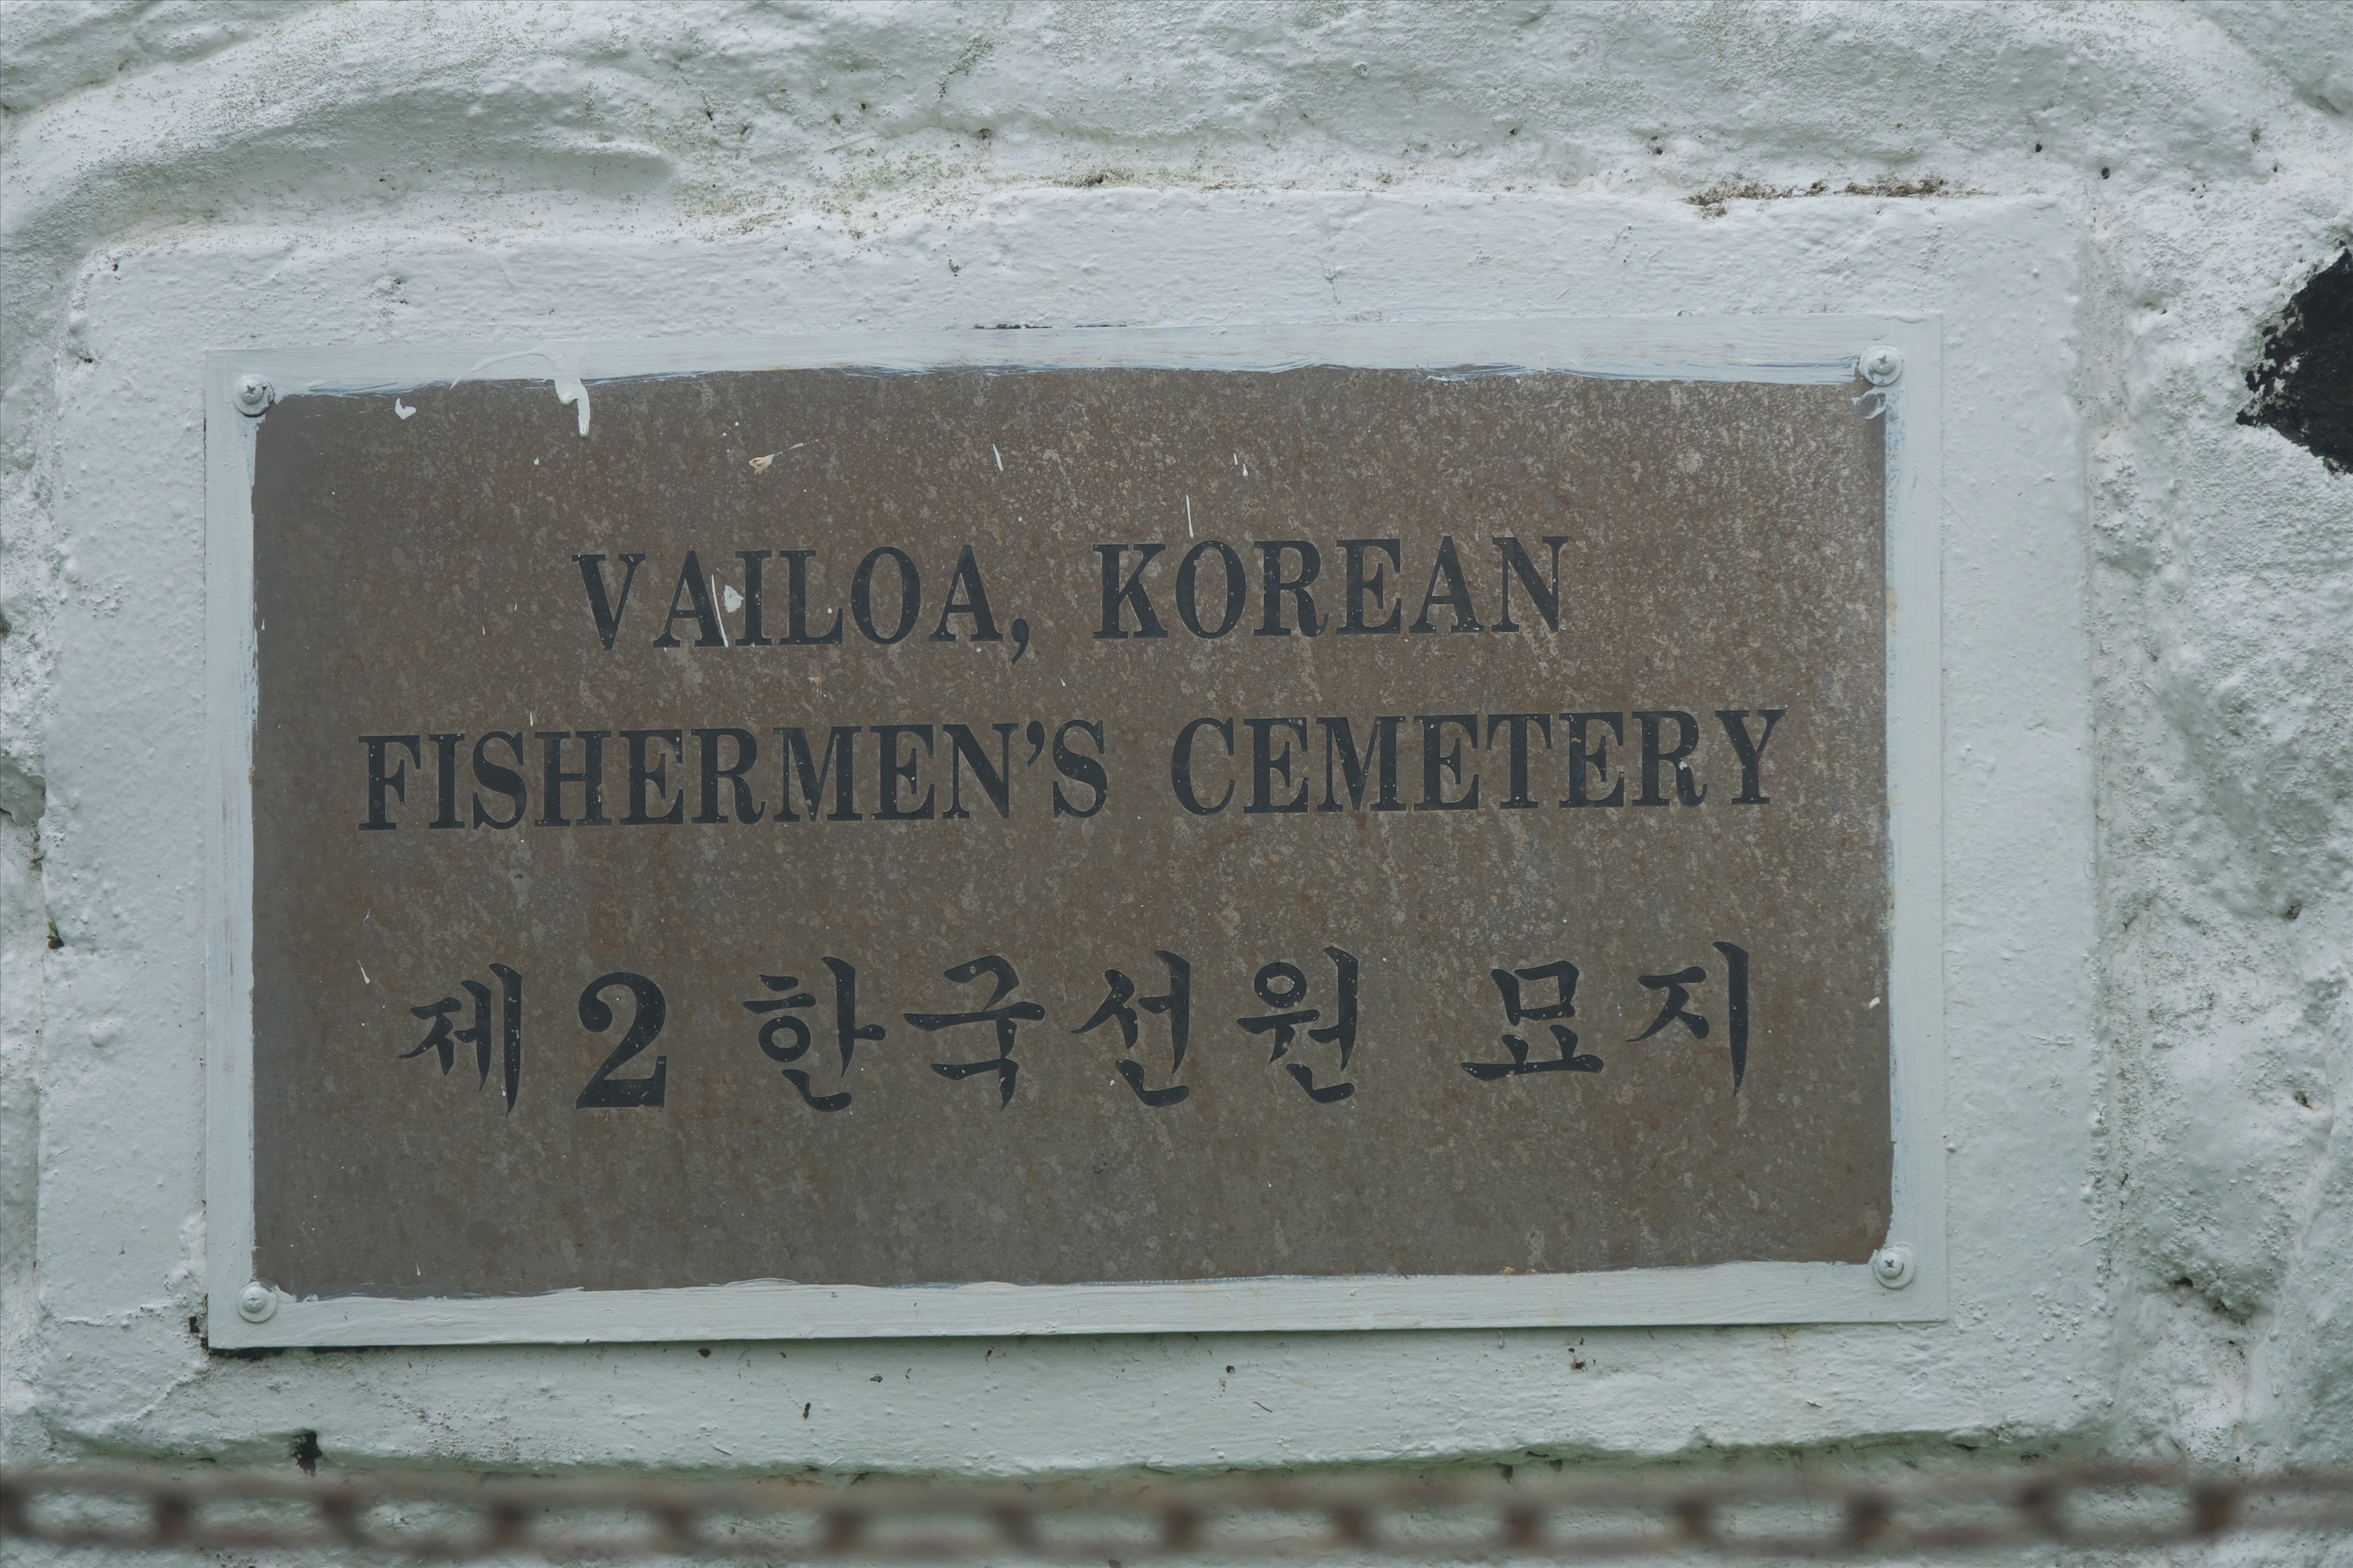 VAILOA, KOREAN
FISHERMEN'S CEMETERY
제2 한국선원 묘지